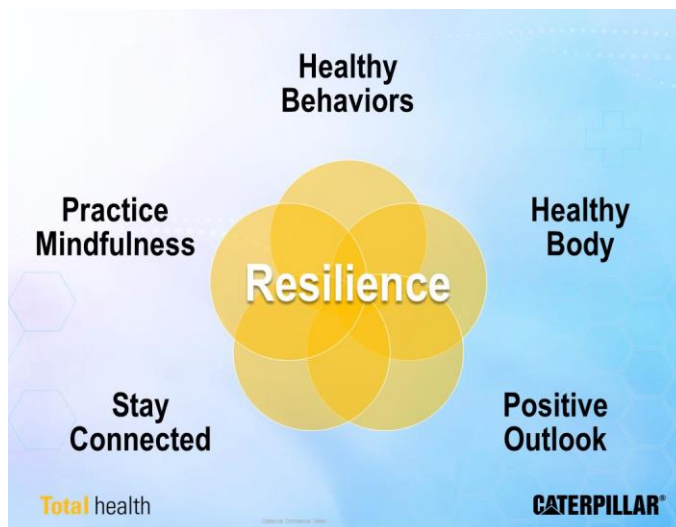 Healthy
Behaviors
Practice
Mindfulness
Healthy
Body
Resilience
Stay
Connected
Positive
Outlook
Total health
CATERPILLAR®